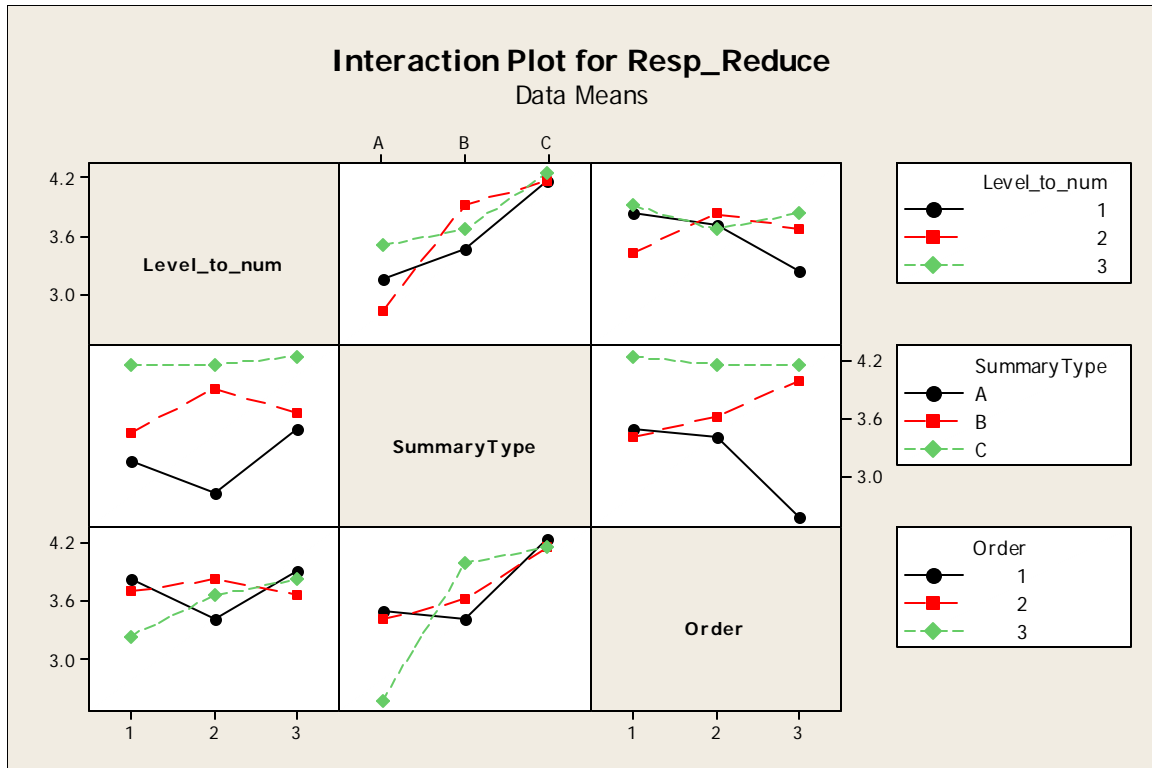 Interaction Plot for Resp_Reduce
Data Means
A B C
4.2
3.6
3.0
Level_to_num
Level_to_num
1
2
3
SummaryType
4.2
3.6
3.0
SummaryType
A
B
C
4.2
3.6
3.0
Order
Order
1
2
3
1 2 3
1 2 3